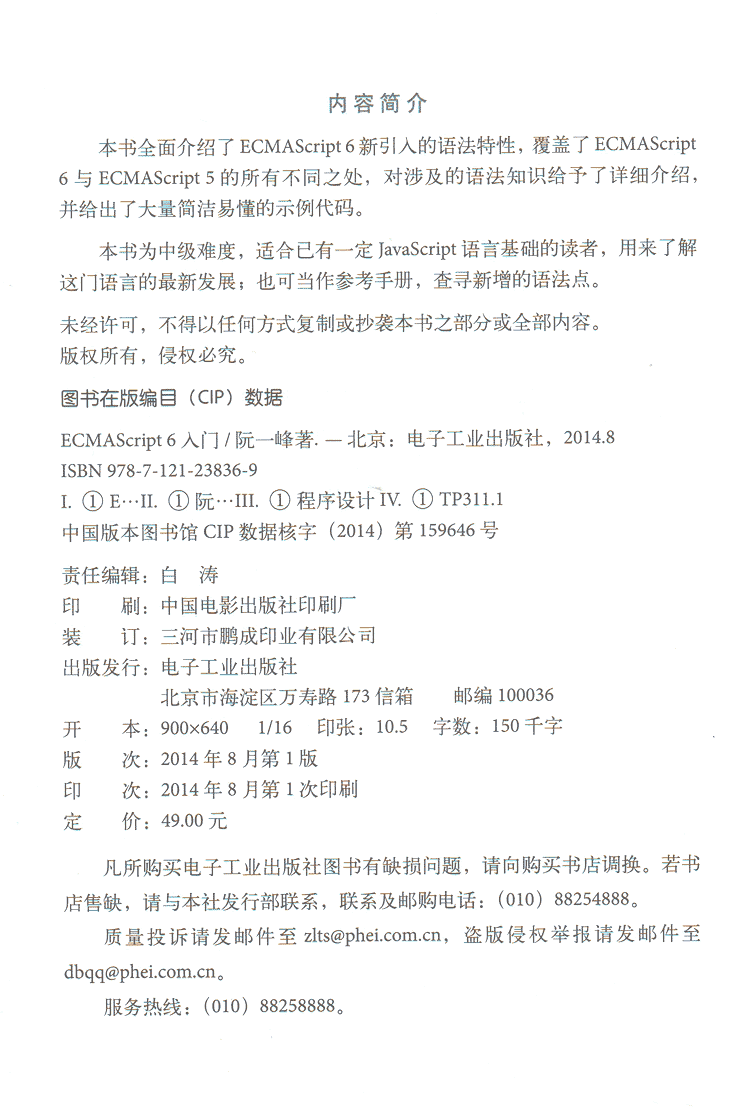 内容简介
本书全面介绍了 ECMAScript 6 新引入的语法特性，覆盖了 ECMAScript
6 与 ECMAScript 5 的所有不同之处，对涉及的语法知识给予了详细介绍，
并给出了大量简洁易懂的示例代码。
本书为中级难度，适合已有一定 JavaScript 语言基础的读者，用来了解
这门语言的最新发展；也可当作参考手册，查寻新增的语法点。
未经许可，不得以任何方式复制或抄袭本书之部分或全部内容。
版权所有，侵权必究。
图书在版编目（CIP）数据
ECMAScript 6 入门 / 阮一峰著. — 北京：电子工业出版社，2014.8
ISBN 978-7-121-23836-9
I. ① E…II. ① 阮…III. ① 程序设计 IV. ① TP311.1
中国版本图书馆 CIP 数据核字（2014）第 159646 号
责任编辑：白　涛
印　　刷：中国电影出版社印刷厂
装　　订：三河市鹏成印业有限公司
出版发行：电子工业出版社
北京市海淀区万寿路 173 信箱　　邮编 100036
开　　本：900×640　1/16　印张：10.5　字数：150 千字
版　　次：2014 年 8 月第 1 版
印　　次：2014 年 8 月第 1 次印刷
定　　价：49.00 元
凡所购买电子工业出版社图书有缺损问题，请向购买书店调换。若书
店售缺，请与本社发行部联系，联系及邮购电话：（010）88254888。
质量投诉请发邮件至 zlts@phei.com.cn，盗版侵权举报请发邮件至
dbqq@phei.com.cn。
服务热线：（010）88258888。